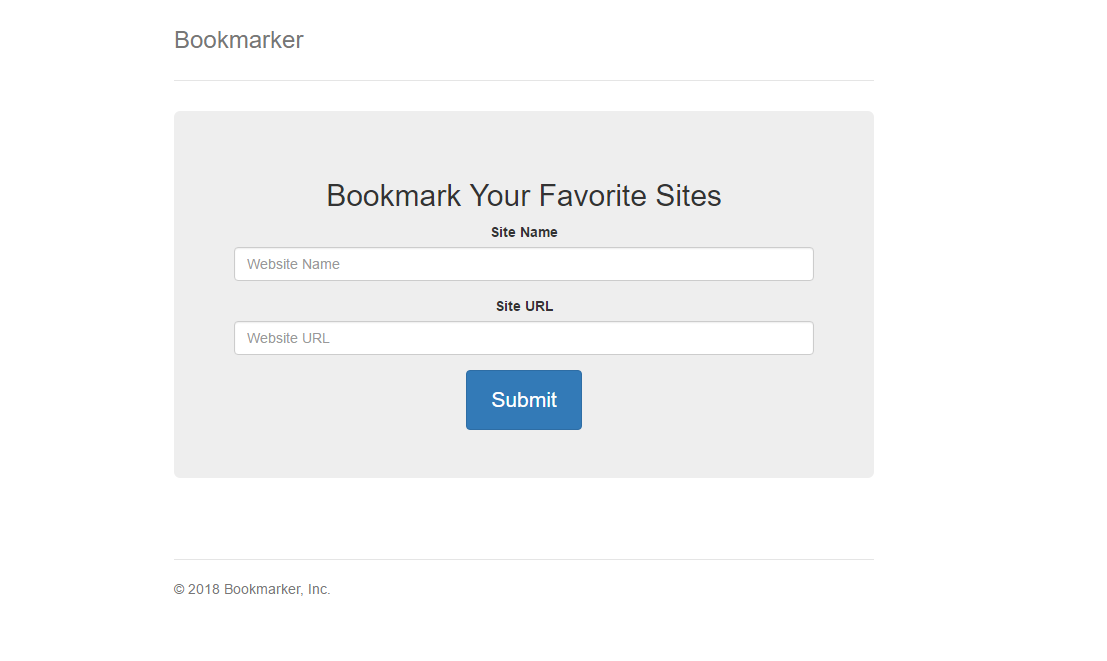 Bookmarker
Bookmark Your Favorite Sites
Site Name
Website Name
Site URL
Website URL
Submit
© 2018 Bookmarker, Inc.